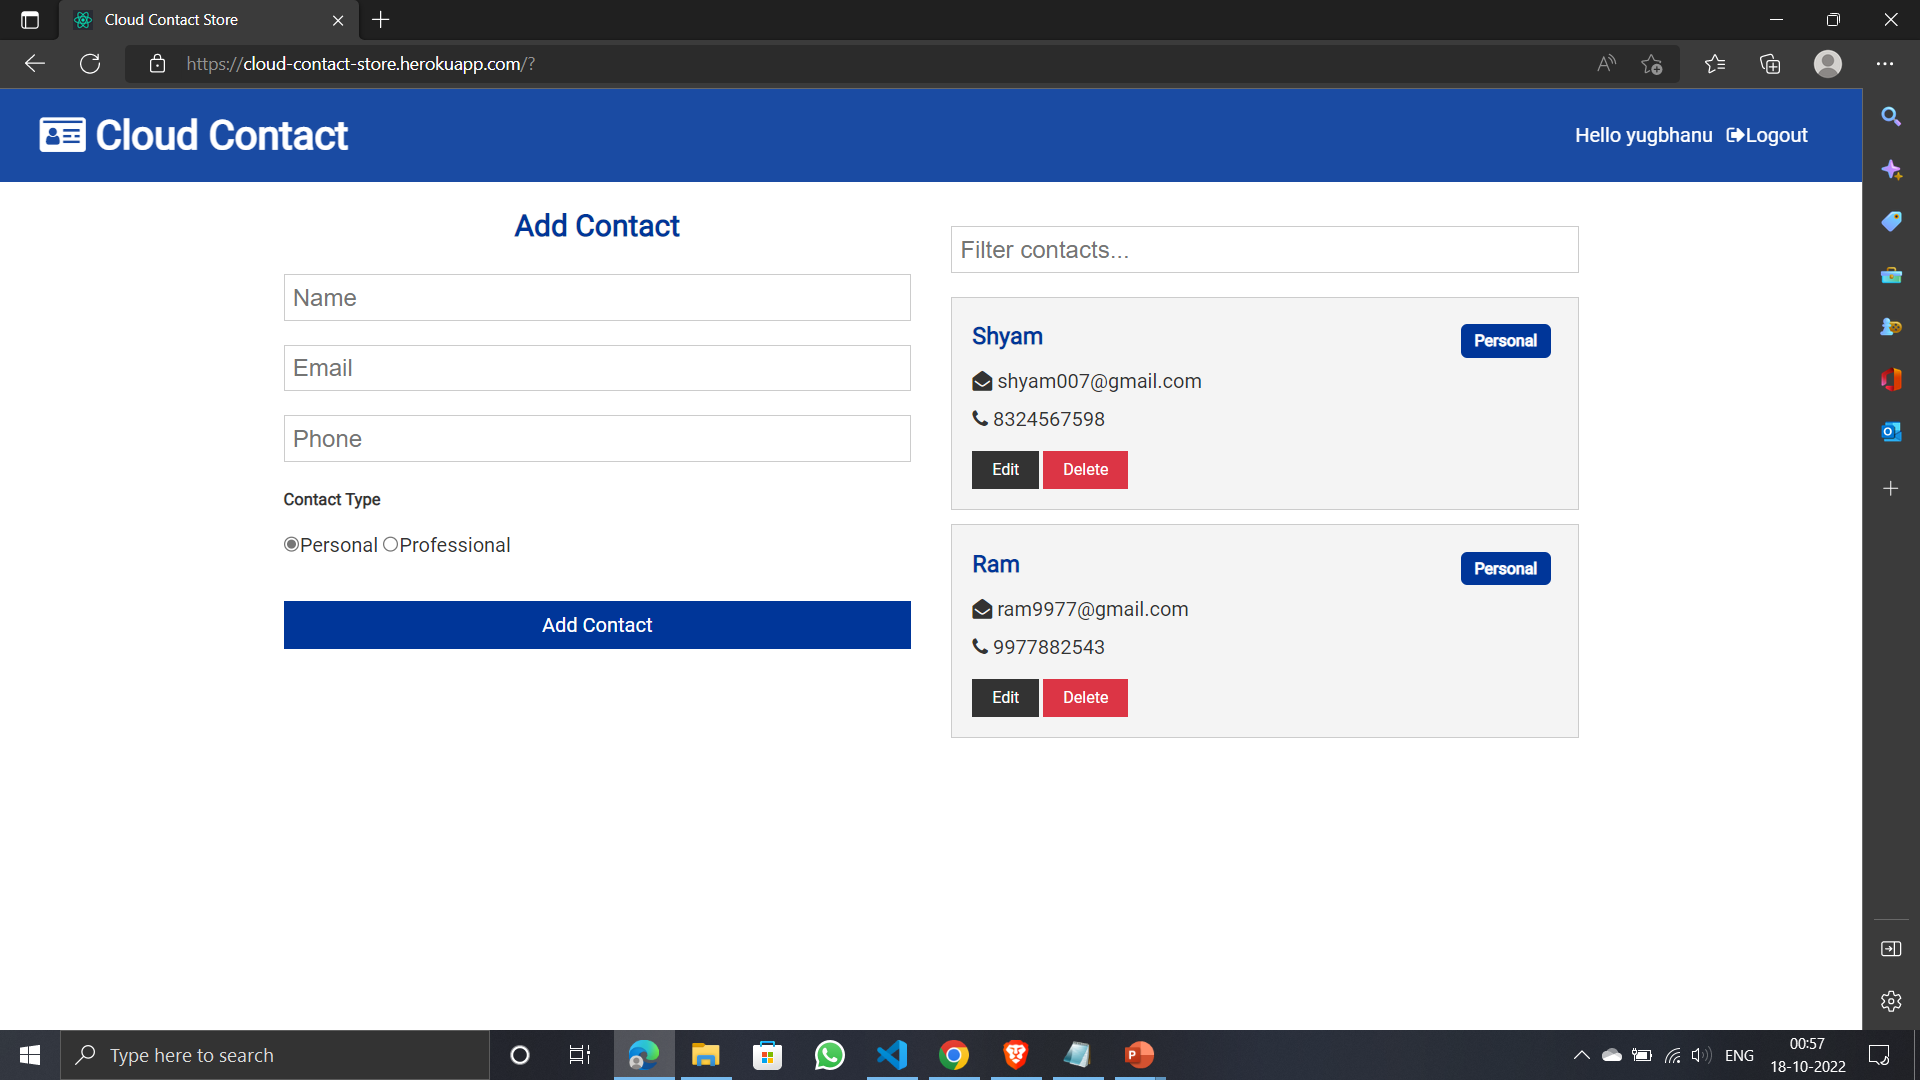 Cloud Contact Store
https://cloud-contact-store.herokuapp.com/?
Cloud Contact
Hello yugbhanu Logout
Add Contact
Name
Email
Phone
Contact Type
Personal Professional
Add Contact
Filter contacts...
Shyam
Personal
shyam007@gmail.com
8324567598
Edit Delete
Ram
Personal
ram9977@gmail.com
9977882543
Edit Delete
Type here to search
ENG
00:57
18-10-2022